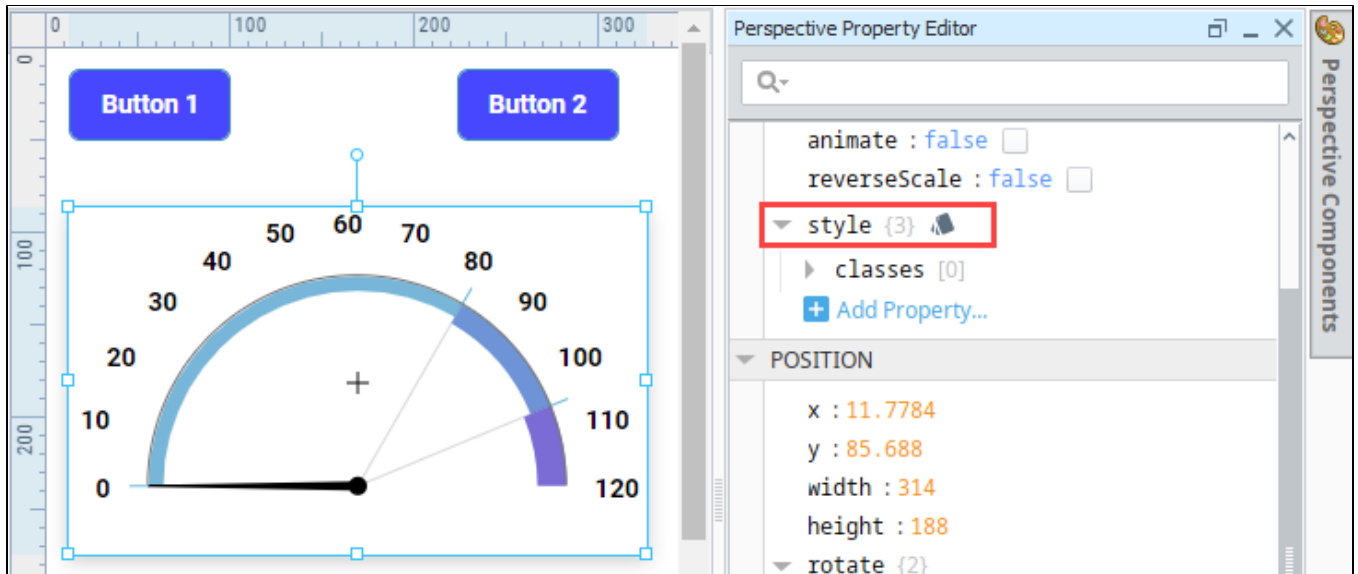 0 100 200 300
0
100
200
Button 1 Button 2
0
10
20
30
40
50
60
70
80
90
100
110
120
Perspective Property Editor
animate : false
reverseScale : false
style {3}
classes [0]
Add Property...
POSITION
x : 11.7784
y : 85.688
width : 314
height : 188
rotate {2}
Perspective Components